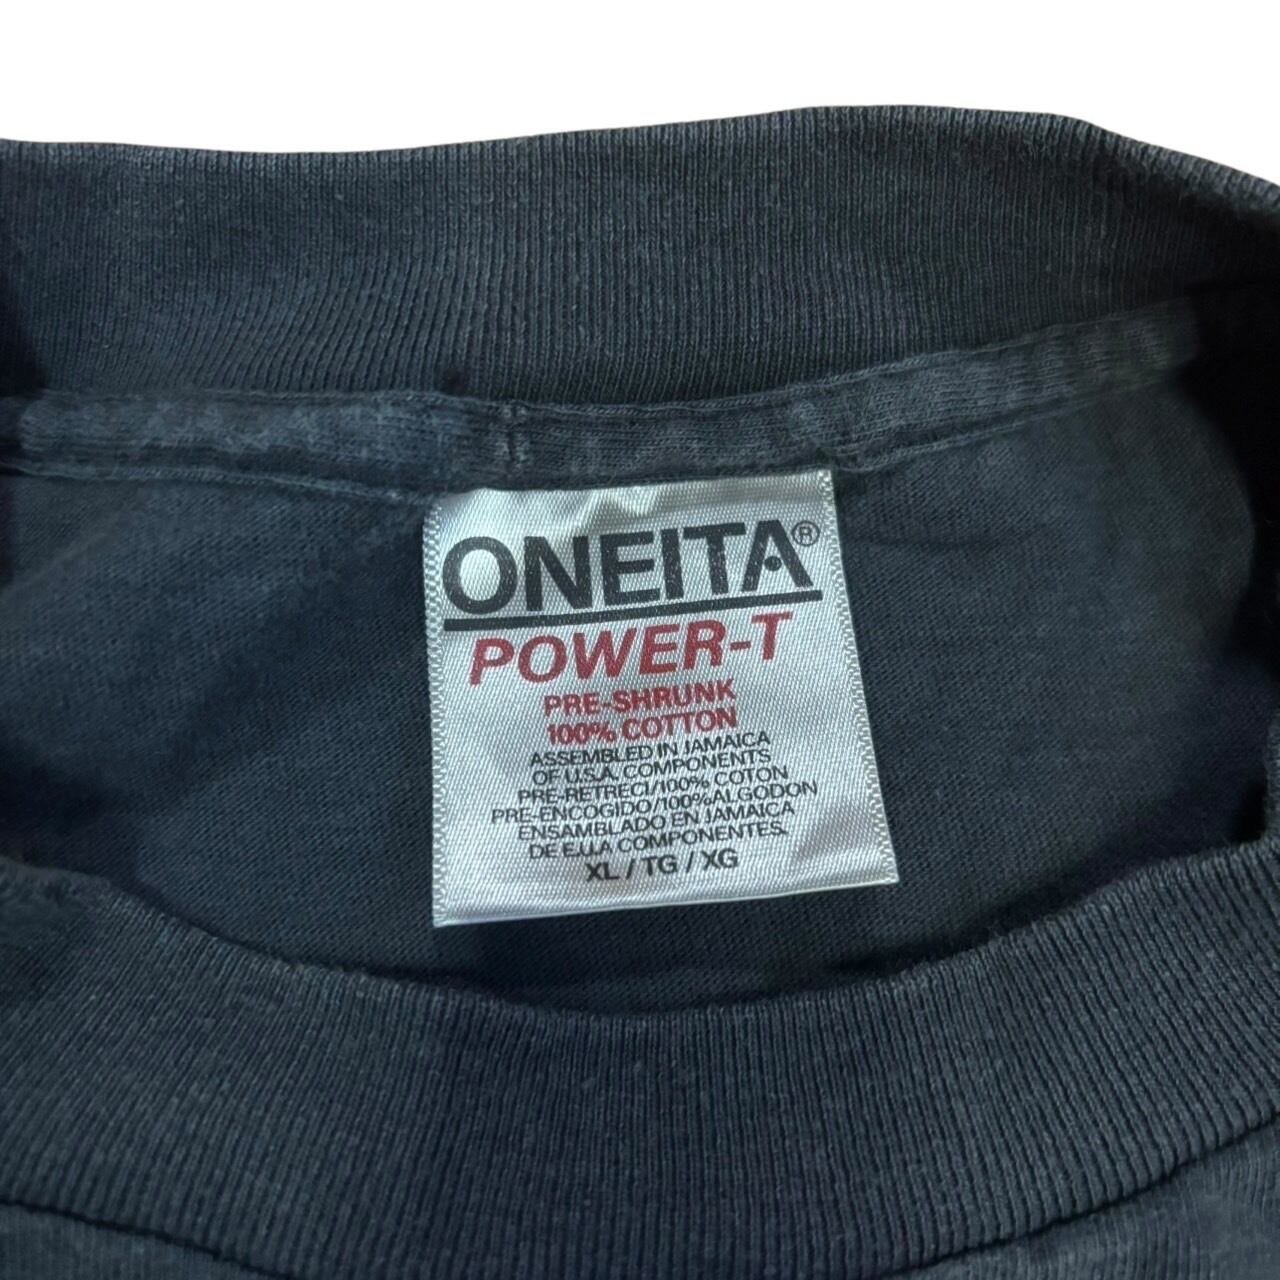 ONEITA®
POWER-T
PRE-SHRUNK
100% COTTON
ASSEMBLED IN JAMAICA
OF U.S.A. COMPONENTS
PRE-RETRECI/100% COTON
PRE-ENCOGIDO/100%ALGODON
ENSAMBLADO EN JAMAICA
DE E.U.A COMPONENTES.
XL / TG / XG